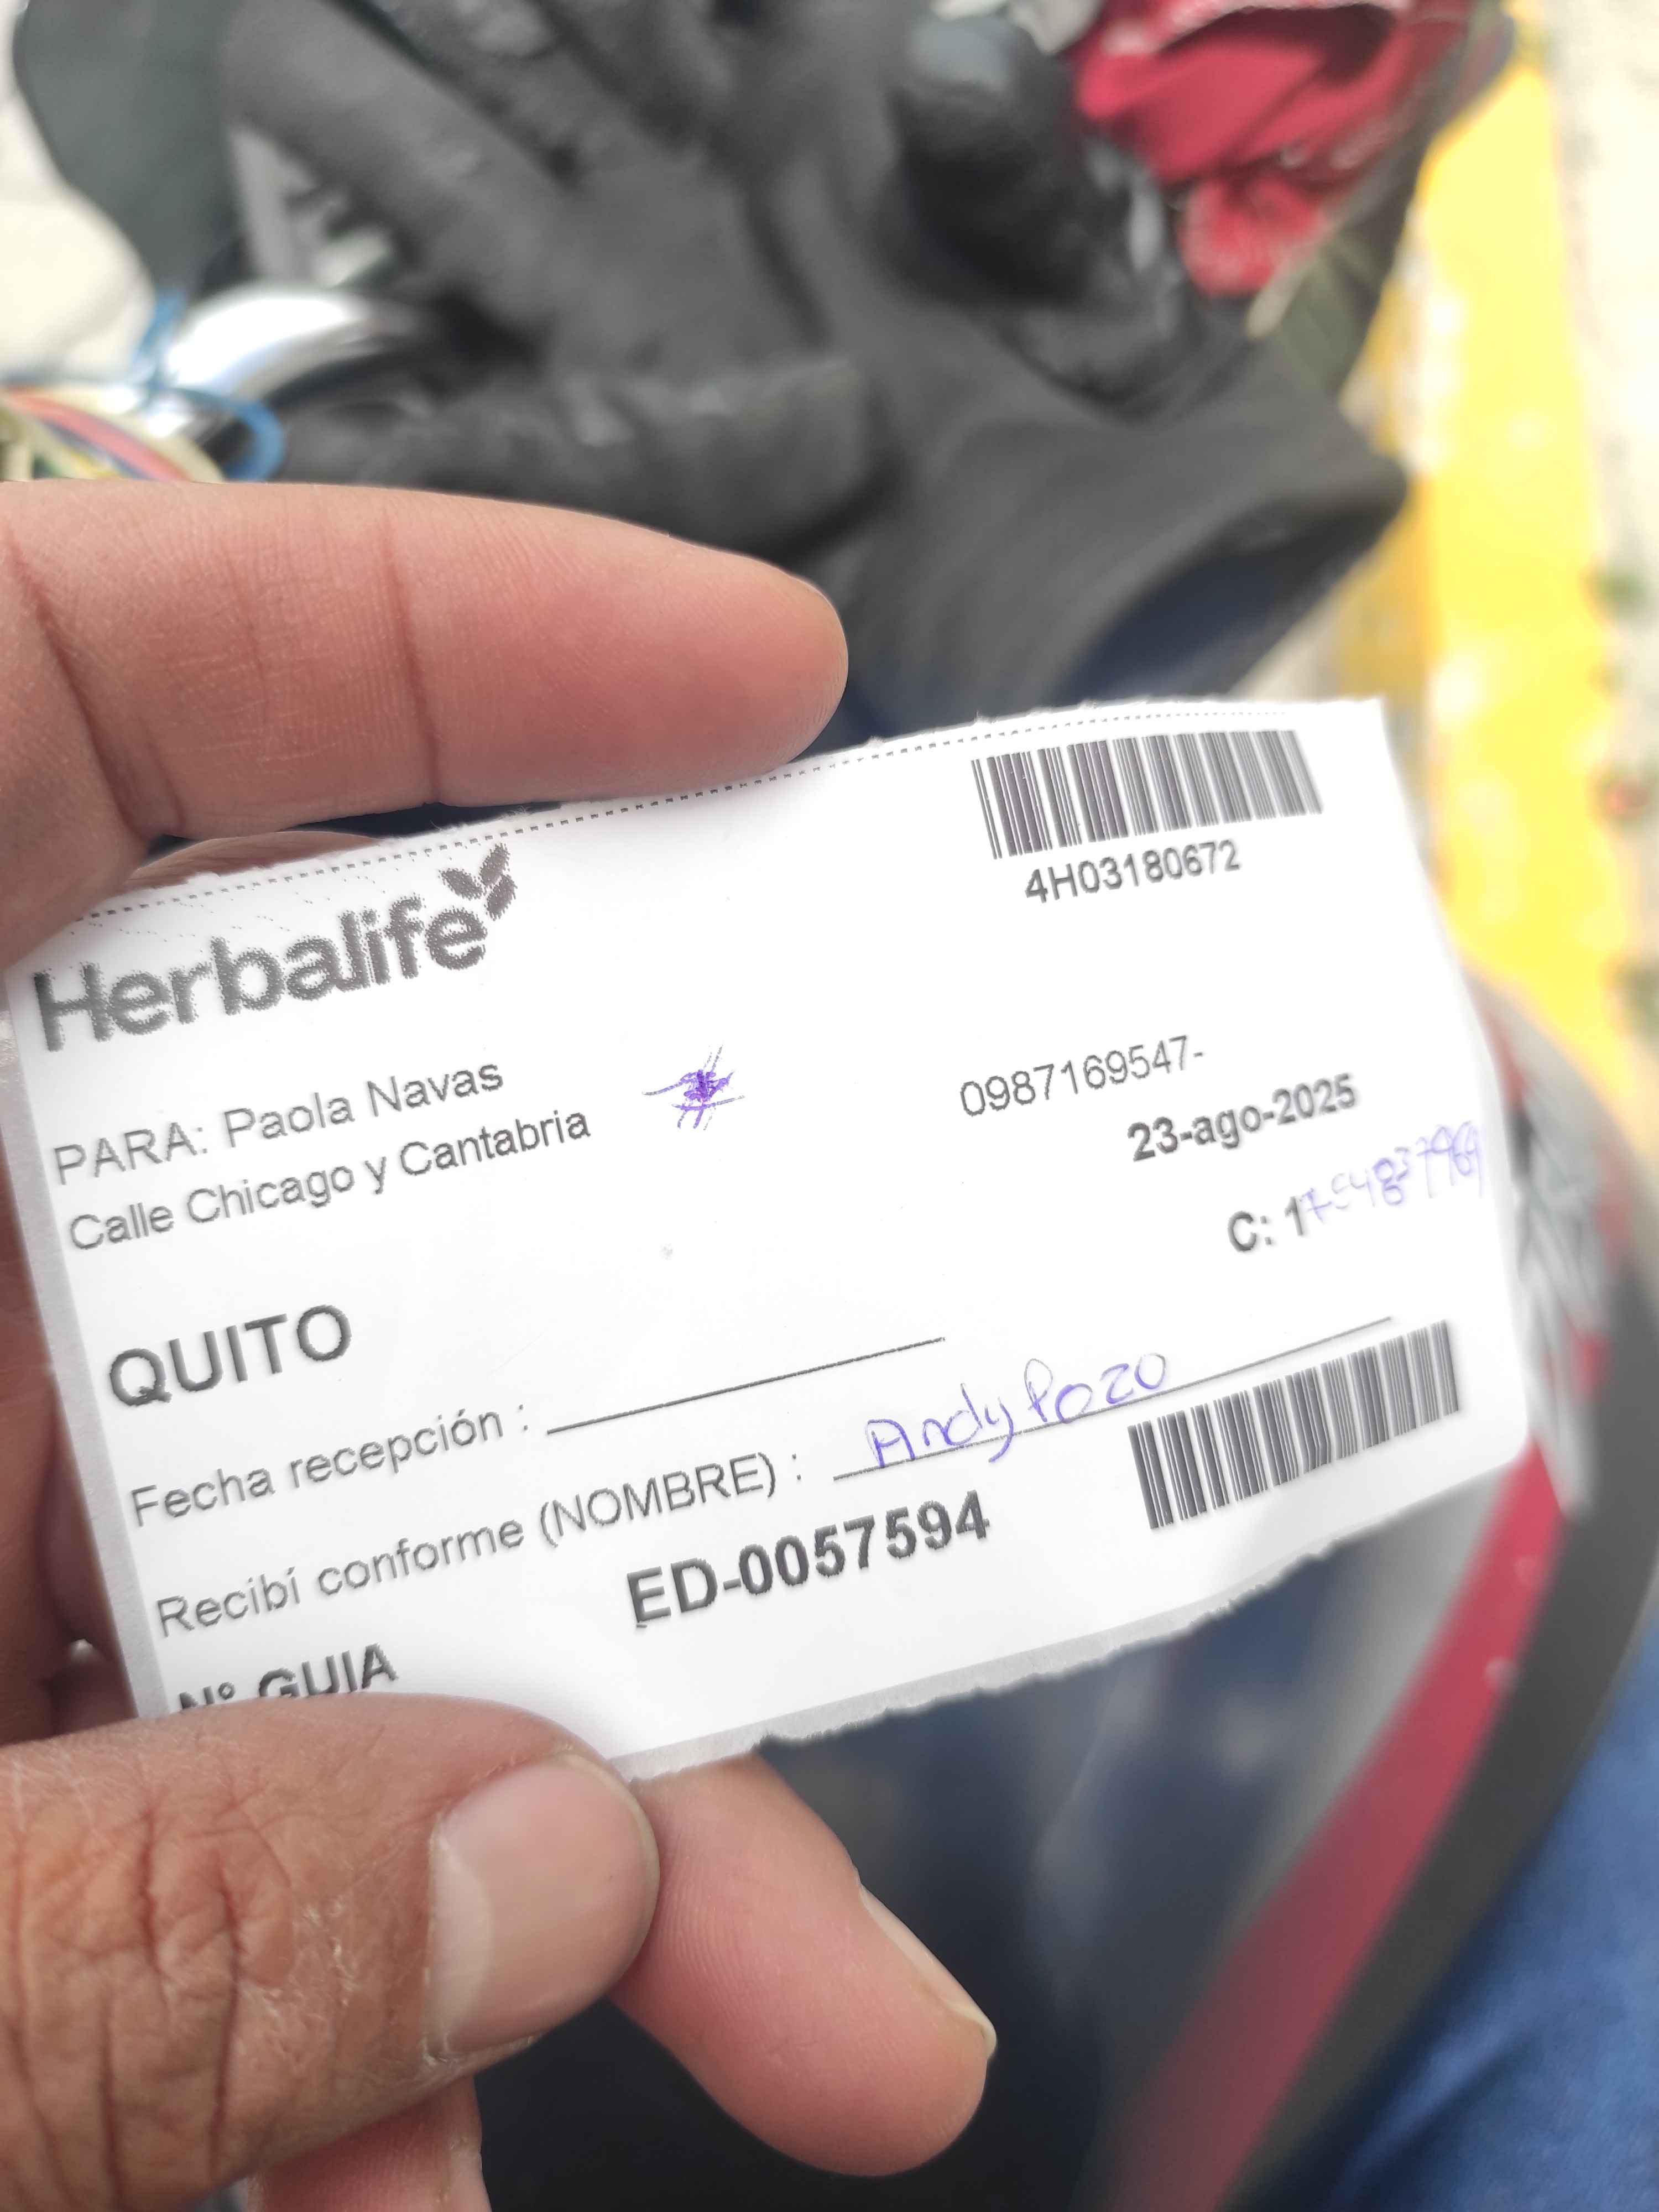 4H03180672
Herbalife
PARA: Paola Navas
0987169547-
Calle Chicago y Cantabria
23-ago-2025
C: 1
QUITO
Fecha recepción :
Recibí conforme (NOMBRE) : Andy Pozo
Nº GUIA ED-0057594